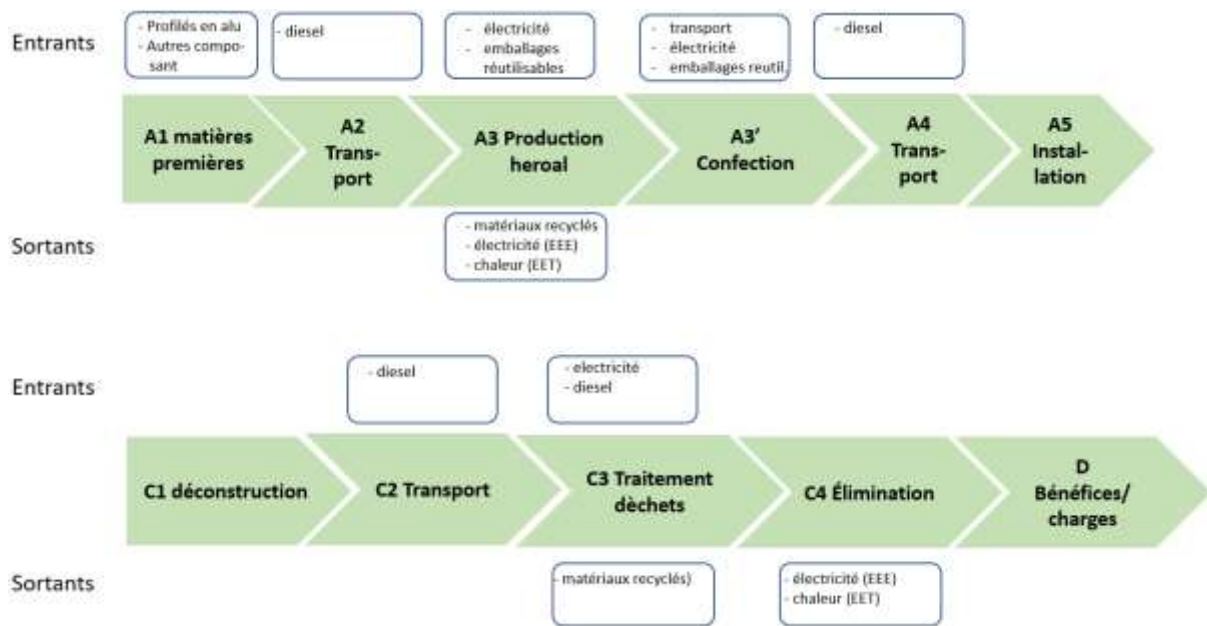 Entrants
- Profilés en alu
- Autres compo-
sant
- diesel
- électricité
- emballages
réutilisables
- transport
- électricité
- emballages reutil.
- diesel
A1 matières
premières
A2
Trans-
port
A3 Production
heroal
A3’
Confection
A4
Trans-
port
A5
Instal-
lation
Sortants
- matériaux recyclés
- électricité (EEE)
- chaleur (EET)
Entrants
- diesel
- electricité
- diesel
C1 déconstruction
C2 Transport
C3 Traitement
dèchets
C4 Élimination
D
Bénéfices/
charges
Sortants
- matériaux recyclés)
- électricité (EEE)
- chaleur (EET)